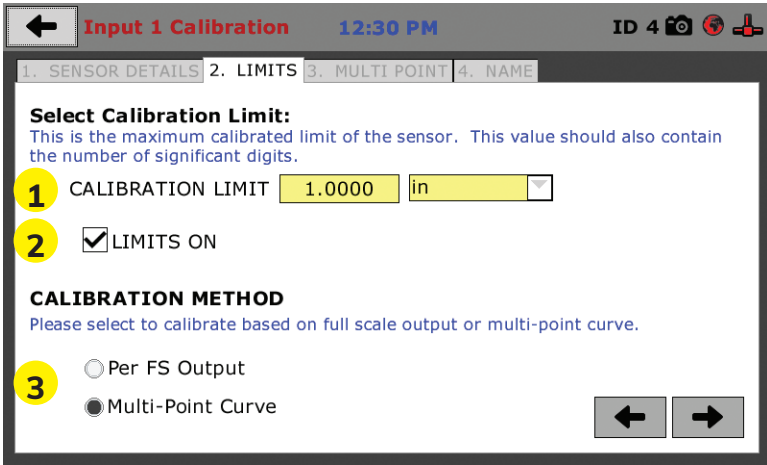 Input 1 Calibration 12:30 PM ID 4
1. SENSOR DETAILS 2. LIMITS 3. MULTI POINT 4. NAME
Select Calibration Limit:
This is the maximum calibrated limit of the sensor. This value should also contain
the number of significant digits.
1 CALIBRATION LIMIT 1.0000 in
2 LIMITS ON
CALIBRATION METHOD
Please select to calibrate based on full scale output or multi-point curve.
Per FS Output
3
Multi-Point Curve